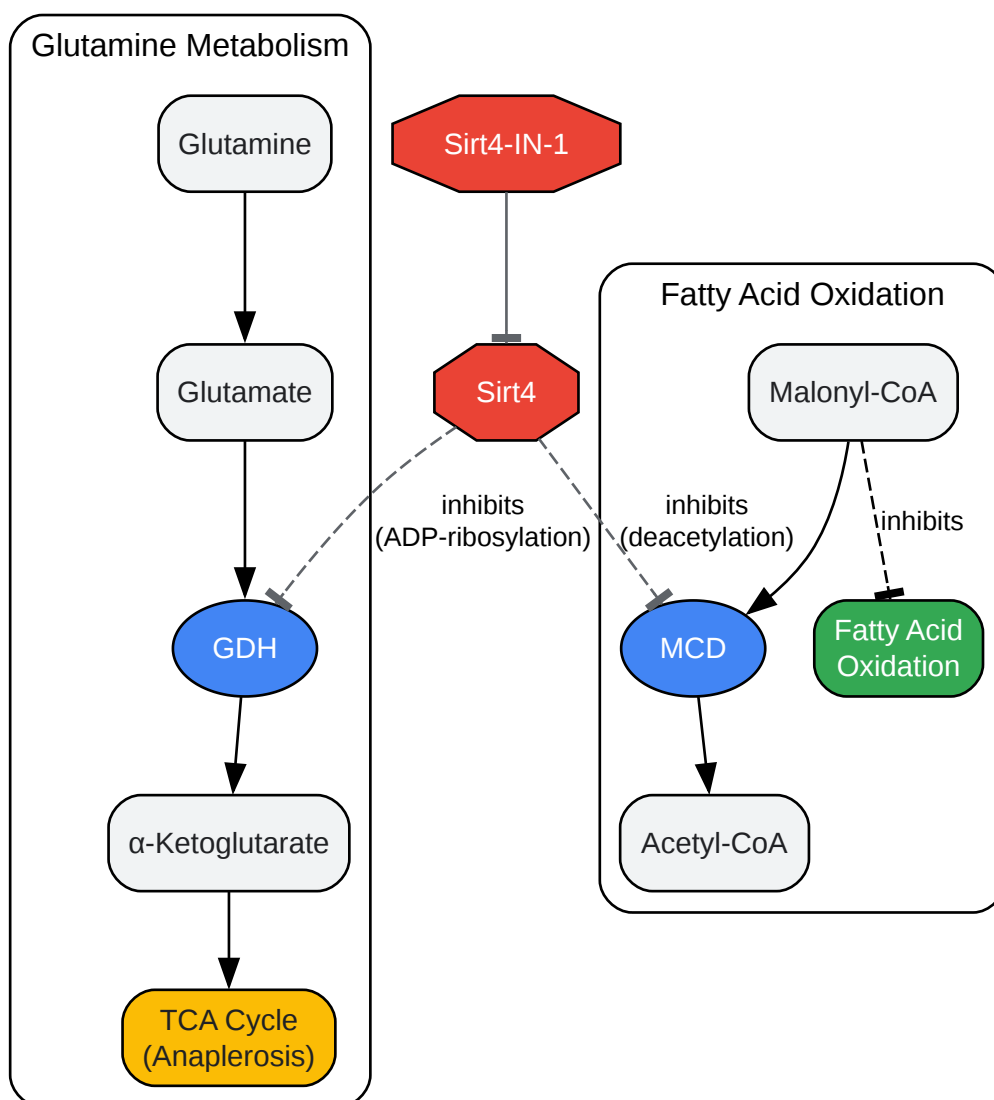 Glutamine Metabolism
Glutamine
Sirt4-IN-1
Fatty Acid Oxidation
Glutamate
Sirt4
Malonyl-CoA
inhibits
(ADP-ribosylation)
inhibits
(deacetylation)
inhibits
GDH
MCD
Fatty Acid
Oxidation
α-Ketoglutarate
Acetyl-CoA
TCA Cycle
(Anaplerosis)